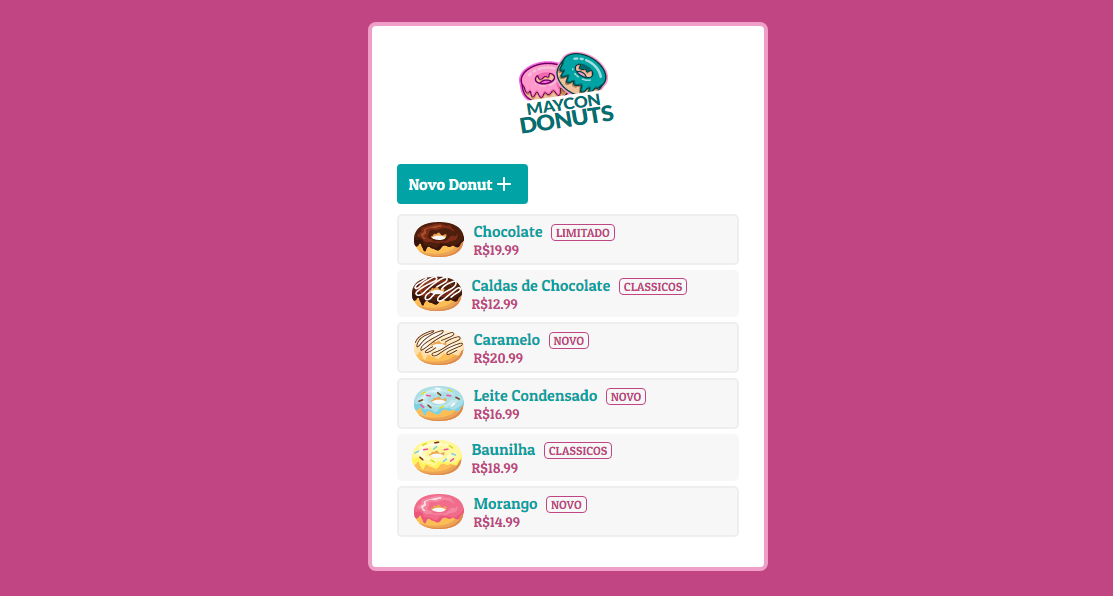 MAYCON
DONUTS
Novo Donut +
Chocolate LIMITADO
R$19.99
Caldas de Chocolate CLASSICOS
R$12.99
Caramelo NOVO
R$20.99
Leite Condensado NOVO
R$16.99
Baunilha CLASSICOS
R$18.99
Morango NOVO
R$14.99